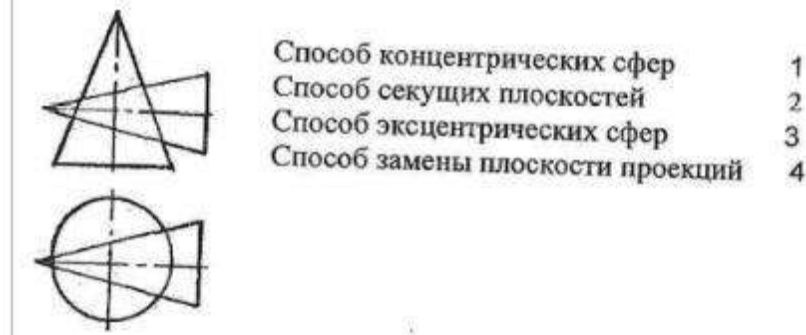 Способ концентрических сфер 1
Способ секущих плоскостей 2
Способ эксцентрических сфер 3
Способ замены плоскости проекций 4